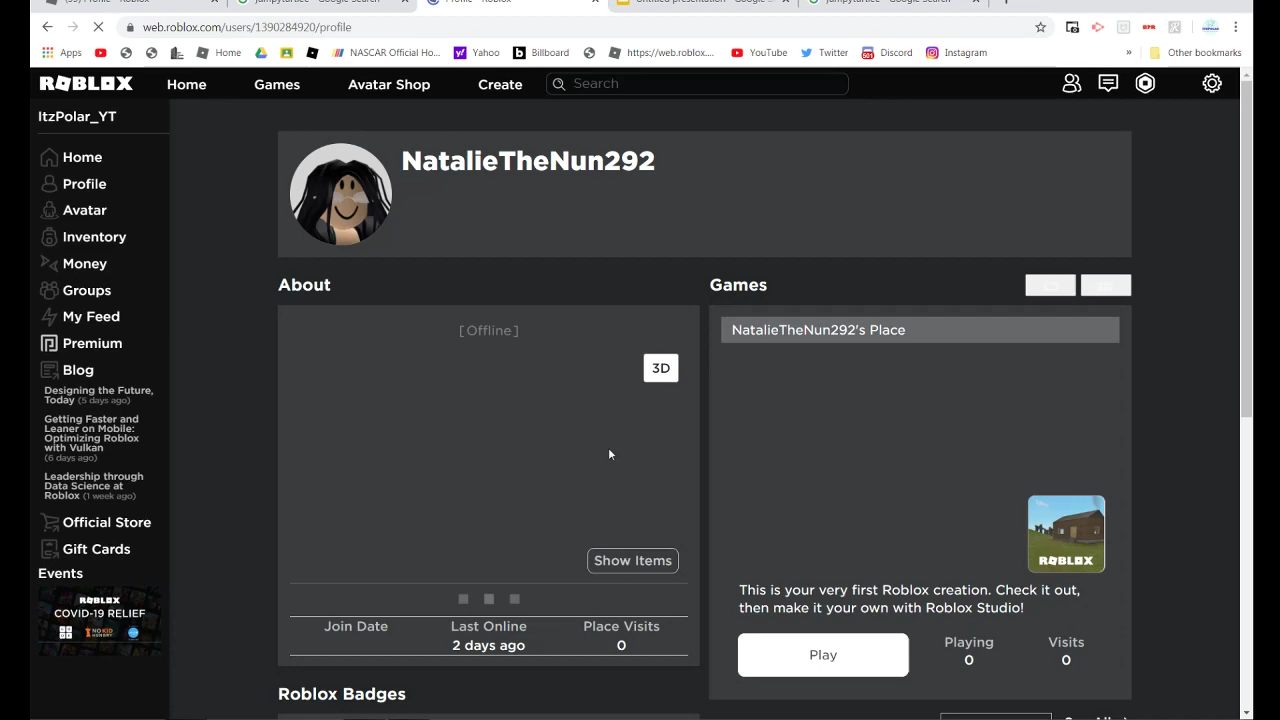 web.roblox.com/users/1390284920/profile
Apps
Home
NASCAR Official Ho...
Yahoo
Billboard
https://web.roblox....
YouTube
Twitter
Discord
Instagram
»
Other bookmarks
ROBLOX
Home
Games
Avatar Shop
Create
Search
ItzPolar_YT
Home
Profile
Avatar
Inventory
Money
Groups
My Feed
Premium
Blog
Designing the Future,
Today (5 days ago)
Getting Faster and
Leaner on Mobile:
Optimizing Roblox
with Vulkan
(6 days ago)
Leadership through
Data Science at
Roblox (1 week ago)
Official Store
Gift Cards
Events
ROBLOX
COVID-19 RELIEF
NatalieTheNun292
About
[ Offline ]
3D
Show Items
Join Date
Last Online
2 days ago
Place Visits
0
Roblox Badges
Games
NatalieTheNun292's Place
ROBLOX
This is your very first Roblox creation. Check it out,
then make it your own with Roblox Studio!
Play
Playing
0
Visits
0